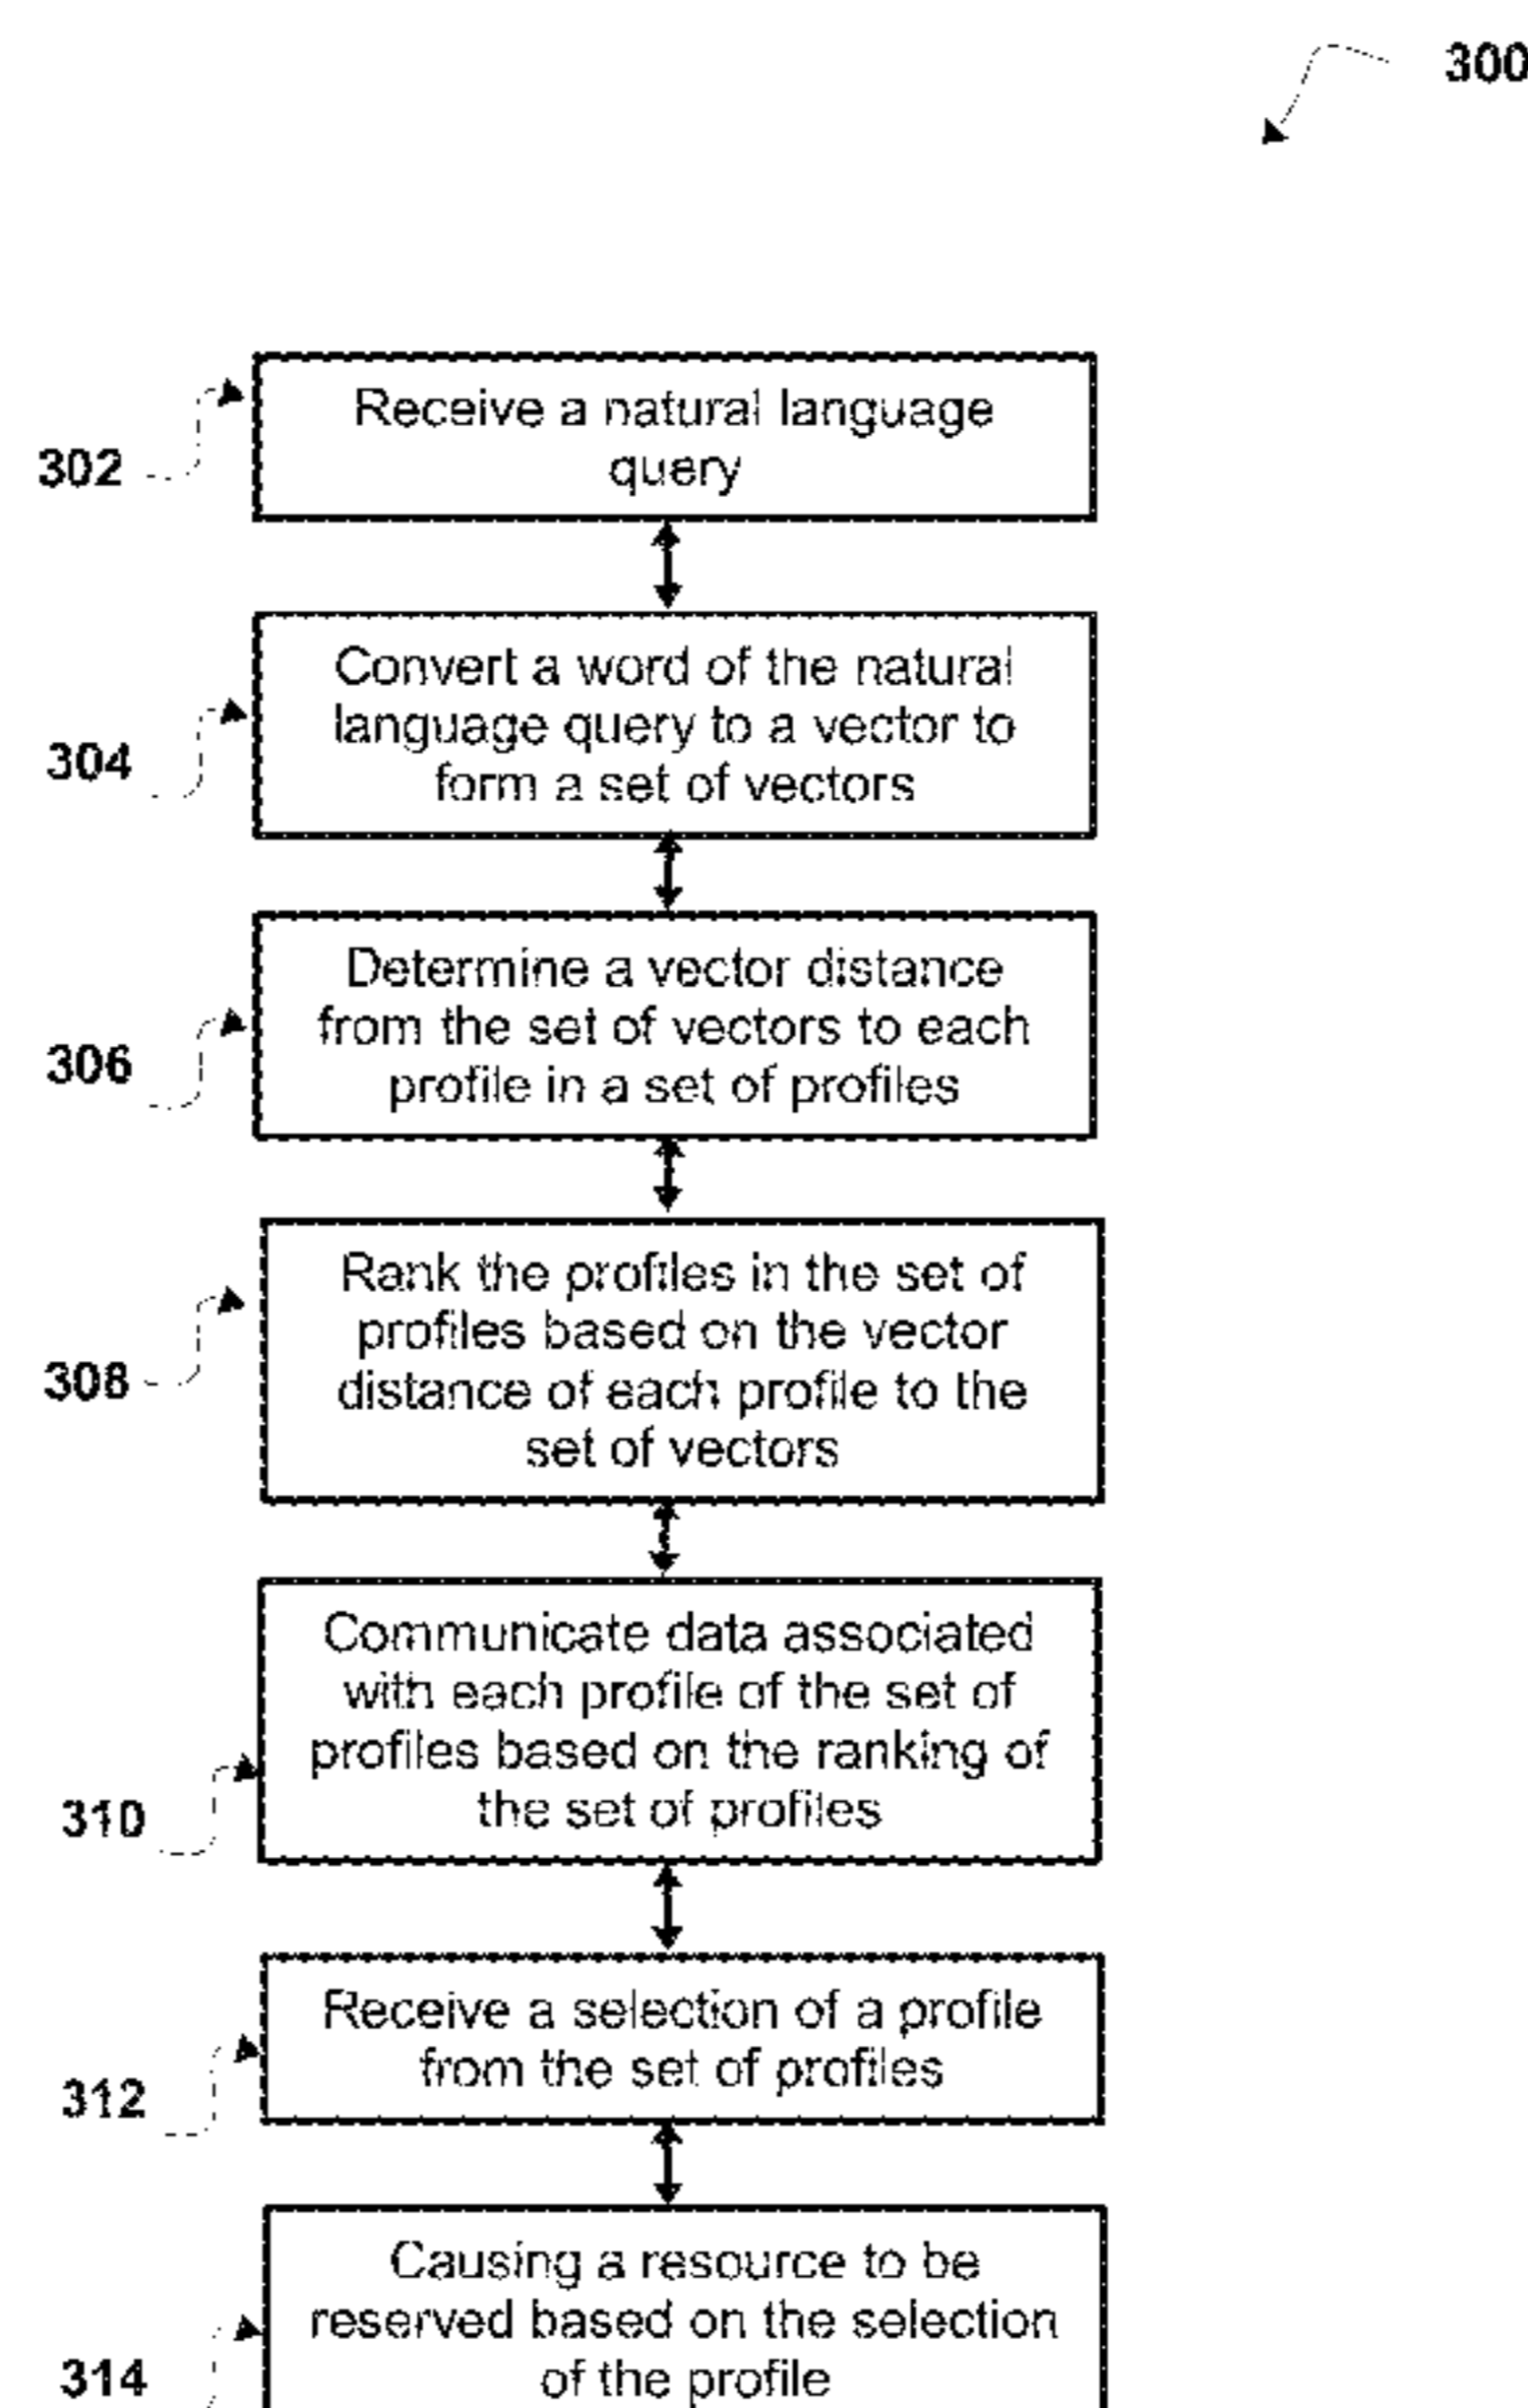 300
Receive a natural language
query
302
Convert a word of the natural
language query to a vector to
form a set of vectors
304
Determine a vector distance
from the set of vectors to each
profile in a set of profiles
306
Rank the profiles in the set of
profiles based on the vector
distance of each profile to the
set of vectors
308
Communicate data associated
with each profile of the set of
profiles based on the ranking of
the set of profiles
310
Receive a selection of a profile
from the set of profiles
312
Causing a resource to be
reserved based on the selection
of the profile
314